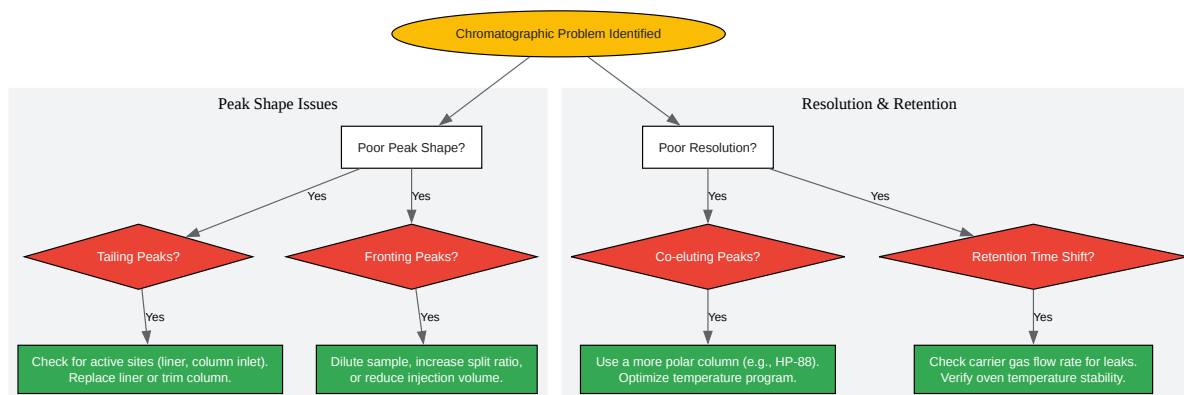 Chromatographic Problem Identified
Peak Shape Issues
Poor Peak Shape?
Yes
Yes
Tailing Peaks?
Fronting Peaks?
Yes
Yes
Check for active sites (liner, column inlet).
Replace liner or trim column.
Dilute sample, increase split ratio,
or reduce injection volume.
Resolution & Retention
Poor Resolution?
Yes
Yes
Co-eluting Peaks?
Retention Time Shift?
Yes
Yes
Use a more polar column (e.g., HP-88).
Optimize temperature program.
Check carrier gas flow rate for leaks.
Verify oven temperature stability.